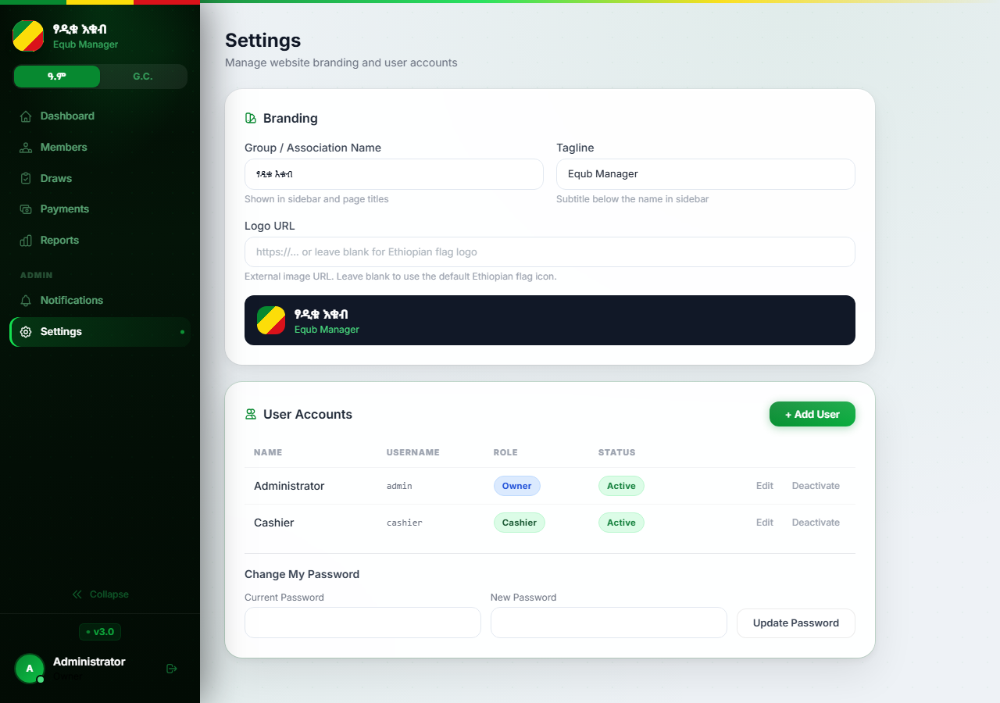 ፃዲቁ እቁብ
Equb Manager
ዓ.ም G.C.
Dashboard
Members
Draws
Payments
Reports
ADMIN
Notifications
Settings
Collapse
v3.0
A
Administrator
Owner
Settings
Manage website branding and user accounts
Branding
Group / Association Name Tagline
ፃዲቁ እቁብ Equb Manager
Shown in sidebar and page titles Subtitle below the name in sidebar
Logo URL
https://... or leave blank for Ethiopian flag logo
External image URL. Leave blank to use the default Ethiopian flag icon.
ፃዲቁ እቁብ
Equb Manager
User Accounts + Add User
NAME USERNAME ROLE STATUS
Administrator admin Owner Active Edit Deactivate
Cashier cashier Cashier Active Edit Deactivate
Change My Password
Current Password New Password
Update Password